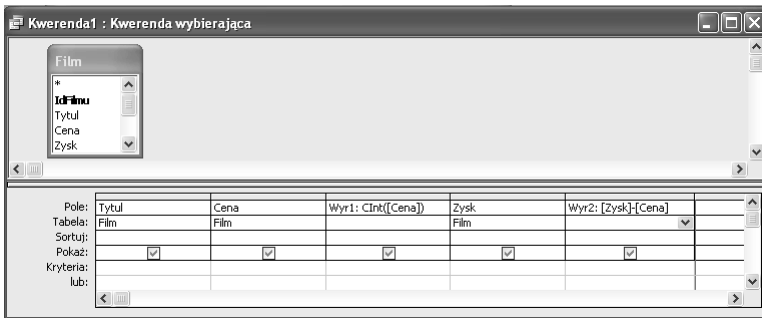 Kwerenda1 : Kwerenda wybierająca
Film
*
IdFilmu
Tytul
Cena
Zysk
Pole: Tytul Cena Wyr1: CInt([Cena]) Zysk Wyr2: [Zysk]-[Cena]
Tabela: Film Film Film
Sortuj:
Pokaż:
Kryteria:
lub: